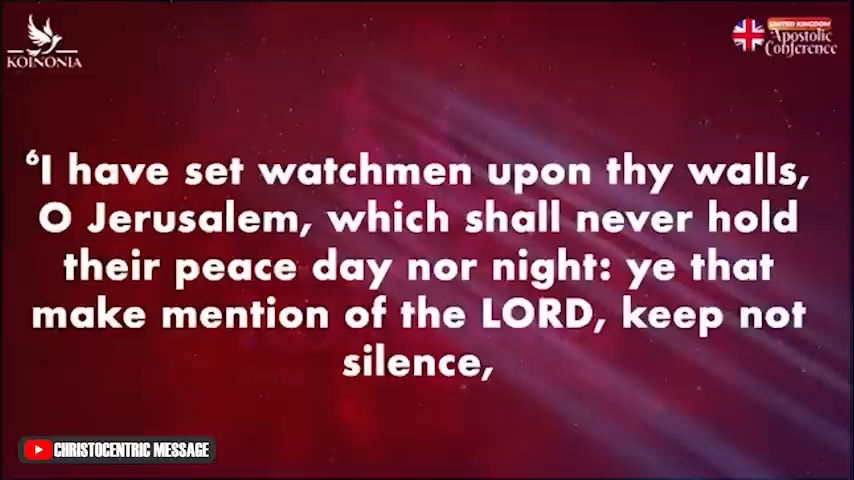 KOINONIA
UNITED KINGDOM
Apostolic
Conference
6I have set watchmen upon thy walls,
O Jerusalem, which shall never hold
their peace day nor night: ye that
make mention of the LORD, keep not
silence,
CHRISTOCENTRIC MESSAGE